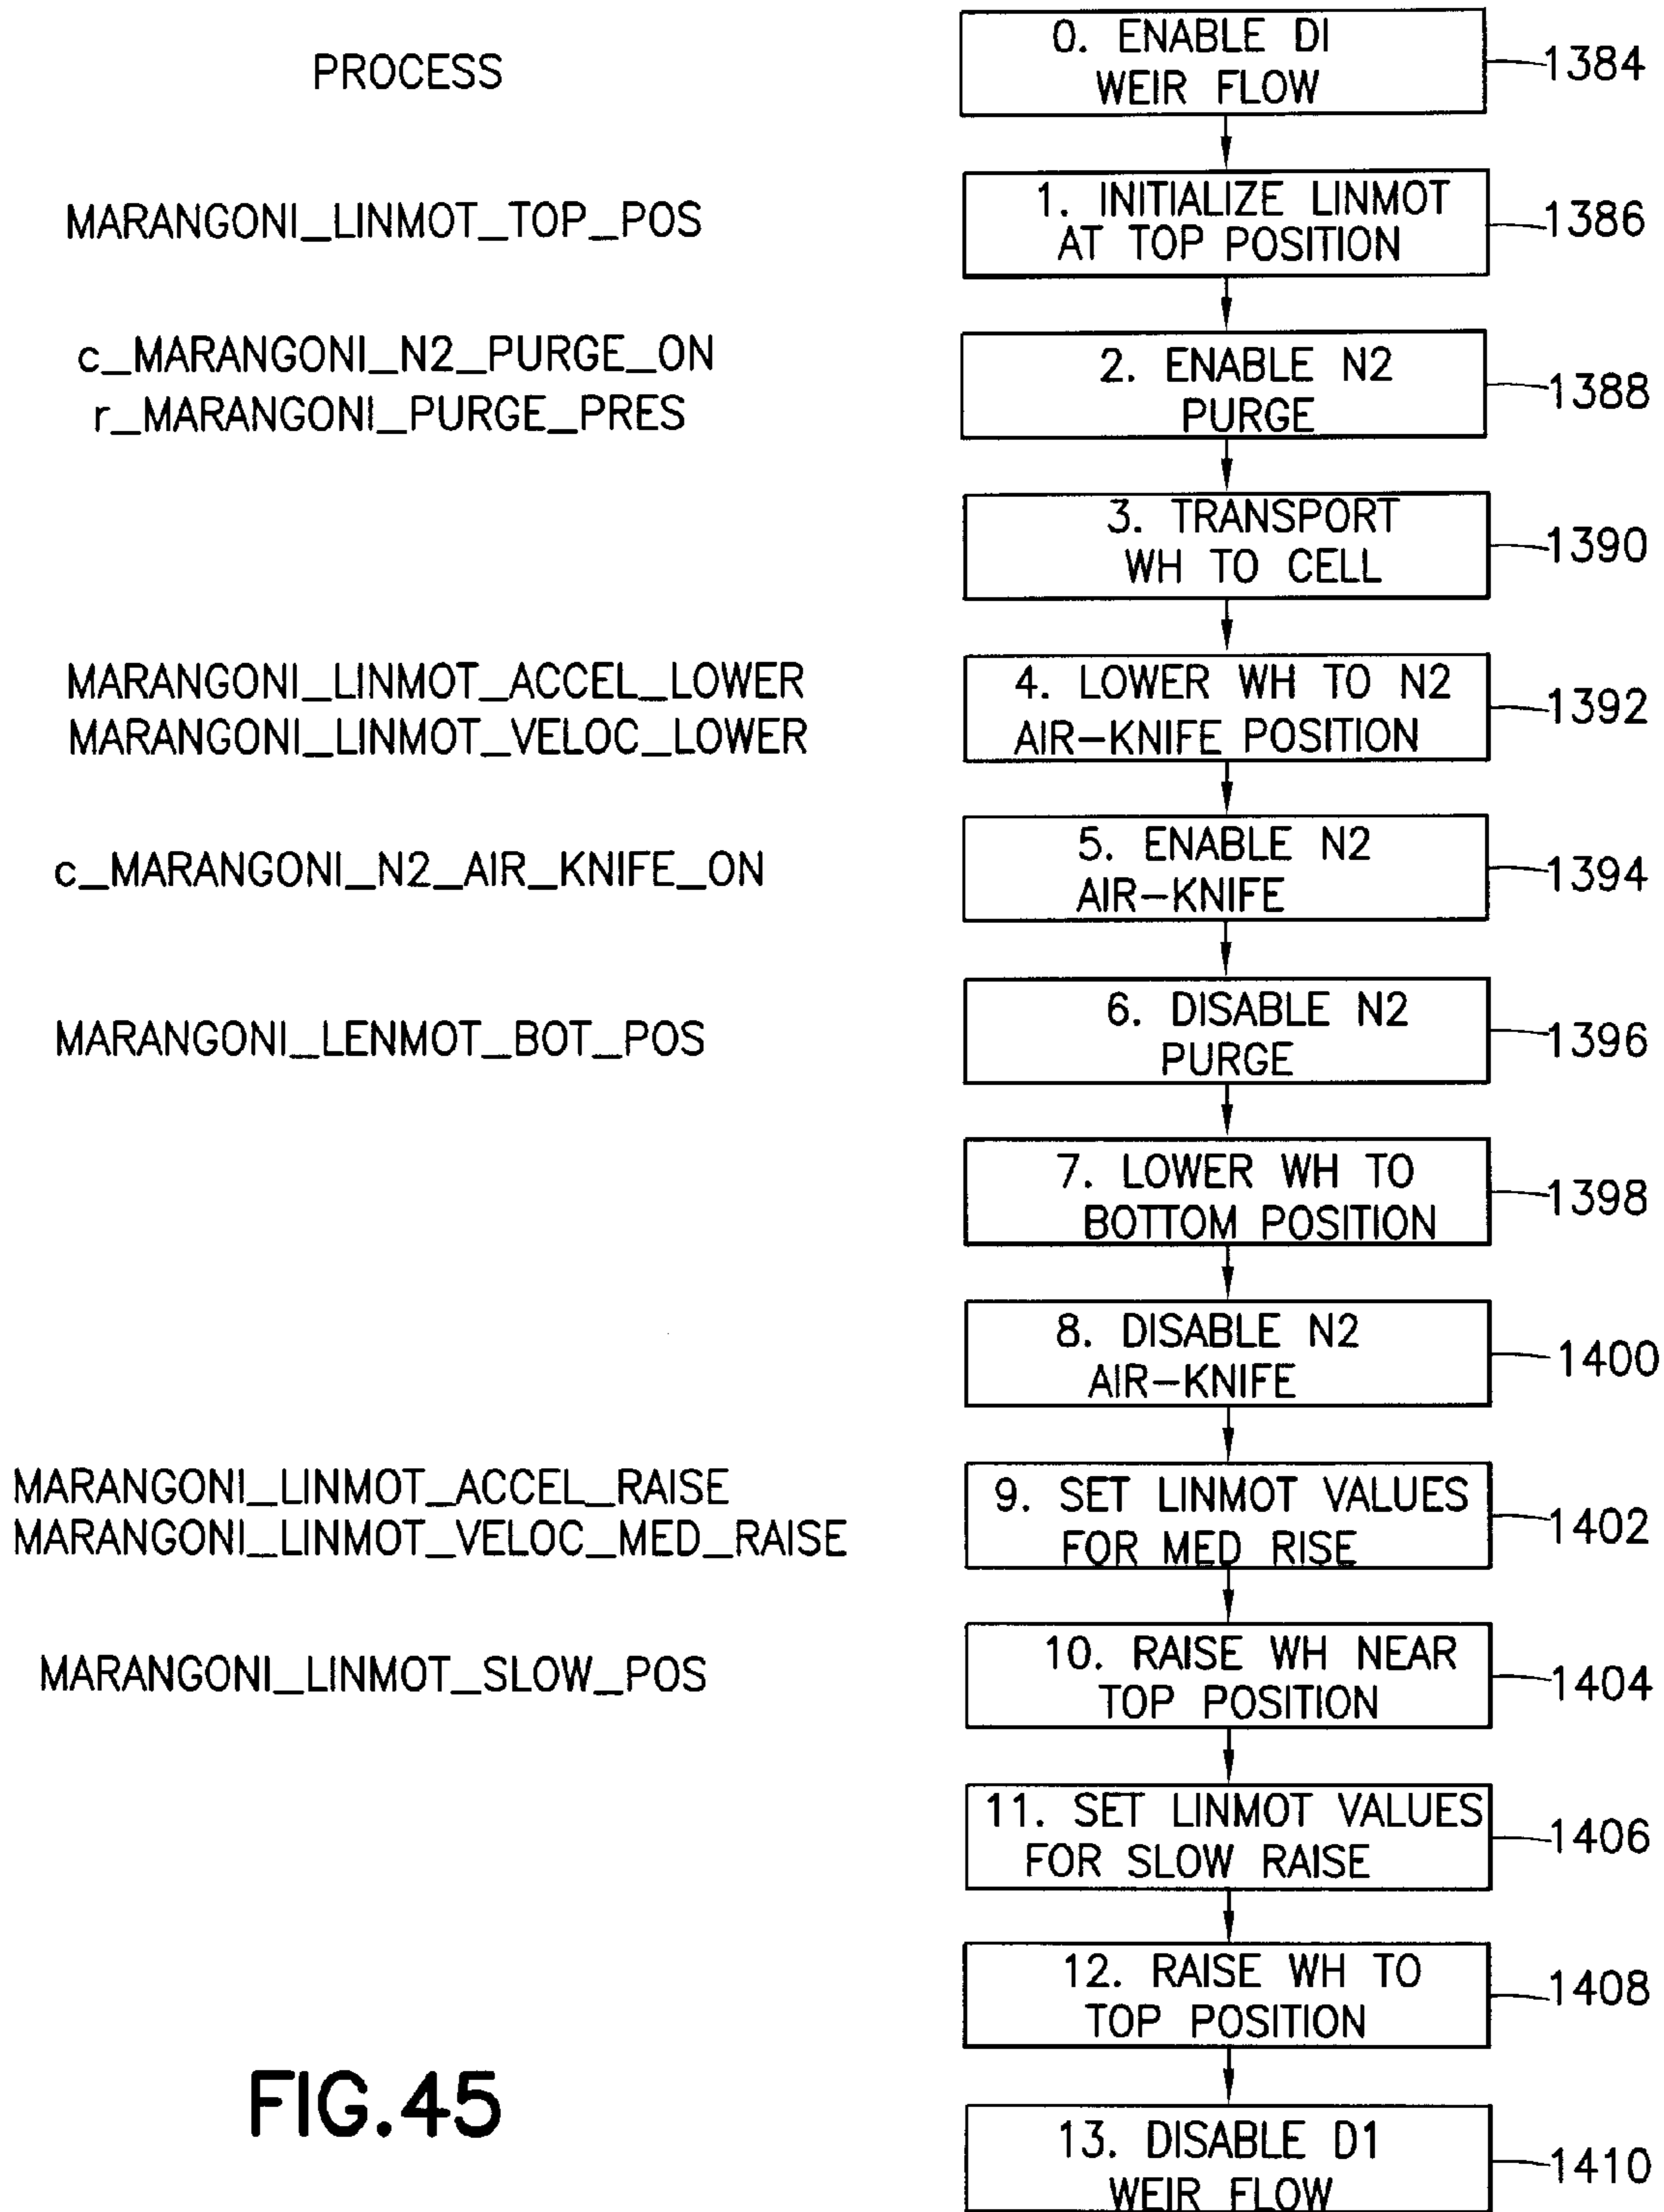 PROCESS
0. ENABLE DI
WEIR FLOW
1384
MARANGONI_LINMOT_TOP_POS
1. INITIALIZE LINMOT
AT TOP POSITION
1386
c_MARANGONI_N2_PURGE_ON
r_MARANGONI_PURGE_PRES
2. ENABLE N2
PURGE
1388
3. TRANSPORT
WH TO CELL
1390
MARANGONI_LINMOT_ACCEL_LOWER
MARANGONI_LINMOT_VELOC_LOWER
4. LOWER WH TO N2
AIR-KNIFE POSITION
1392
c_MARANGONI_N2_AIR_KNIFE_ON
5. ENABLE N2
AIR-KNIFE
1394
MARANGONI_LENMOT_BOT_POS
6. DISABLE N2
PURGE
1396
7. LOWER WH TO
BOTTOM POSITION
1398
8. DISABLE N2
AIR-KNIFE
1400
MARANGONI_LINMOT_ACCEL_RAISE
MARANGONI_LINMOT_VELOC_MED_RAISE
9. SET LINMOT VALUES
FOR MED RISE
1402
MARANGONI_LINMOT_SLOW_POS
10. RAISE WH NEAR
TOP POSITION
1404
11. SET LINMOT VALUES
FOR SLOW RAISE
1406
12. RAISE WH TO
TOP POSITION
1408
13. DISABLE D1
WEIR FLOW
1410
FIG.45